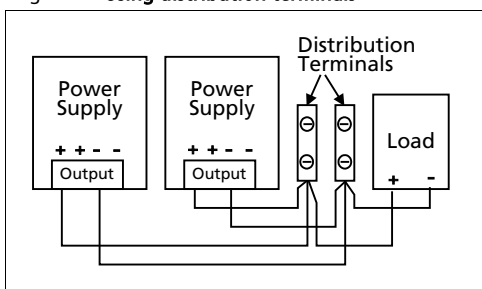 using distribution terminals
Distribution
Terminals
Power
Supply
Power
Supply
Load
+ + - -
+ + - -
+ -
Output
Output